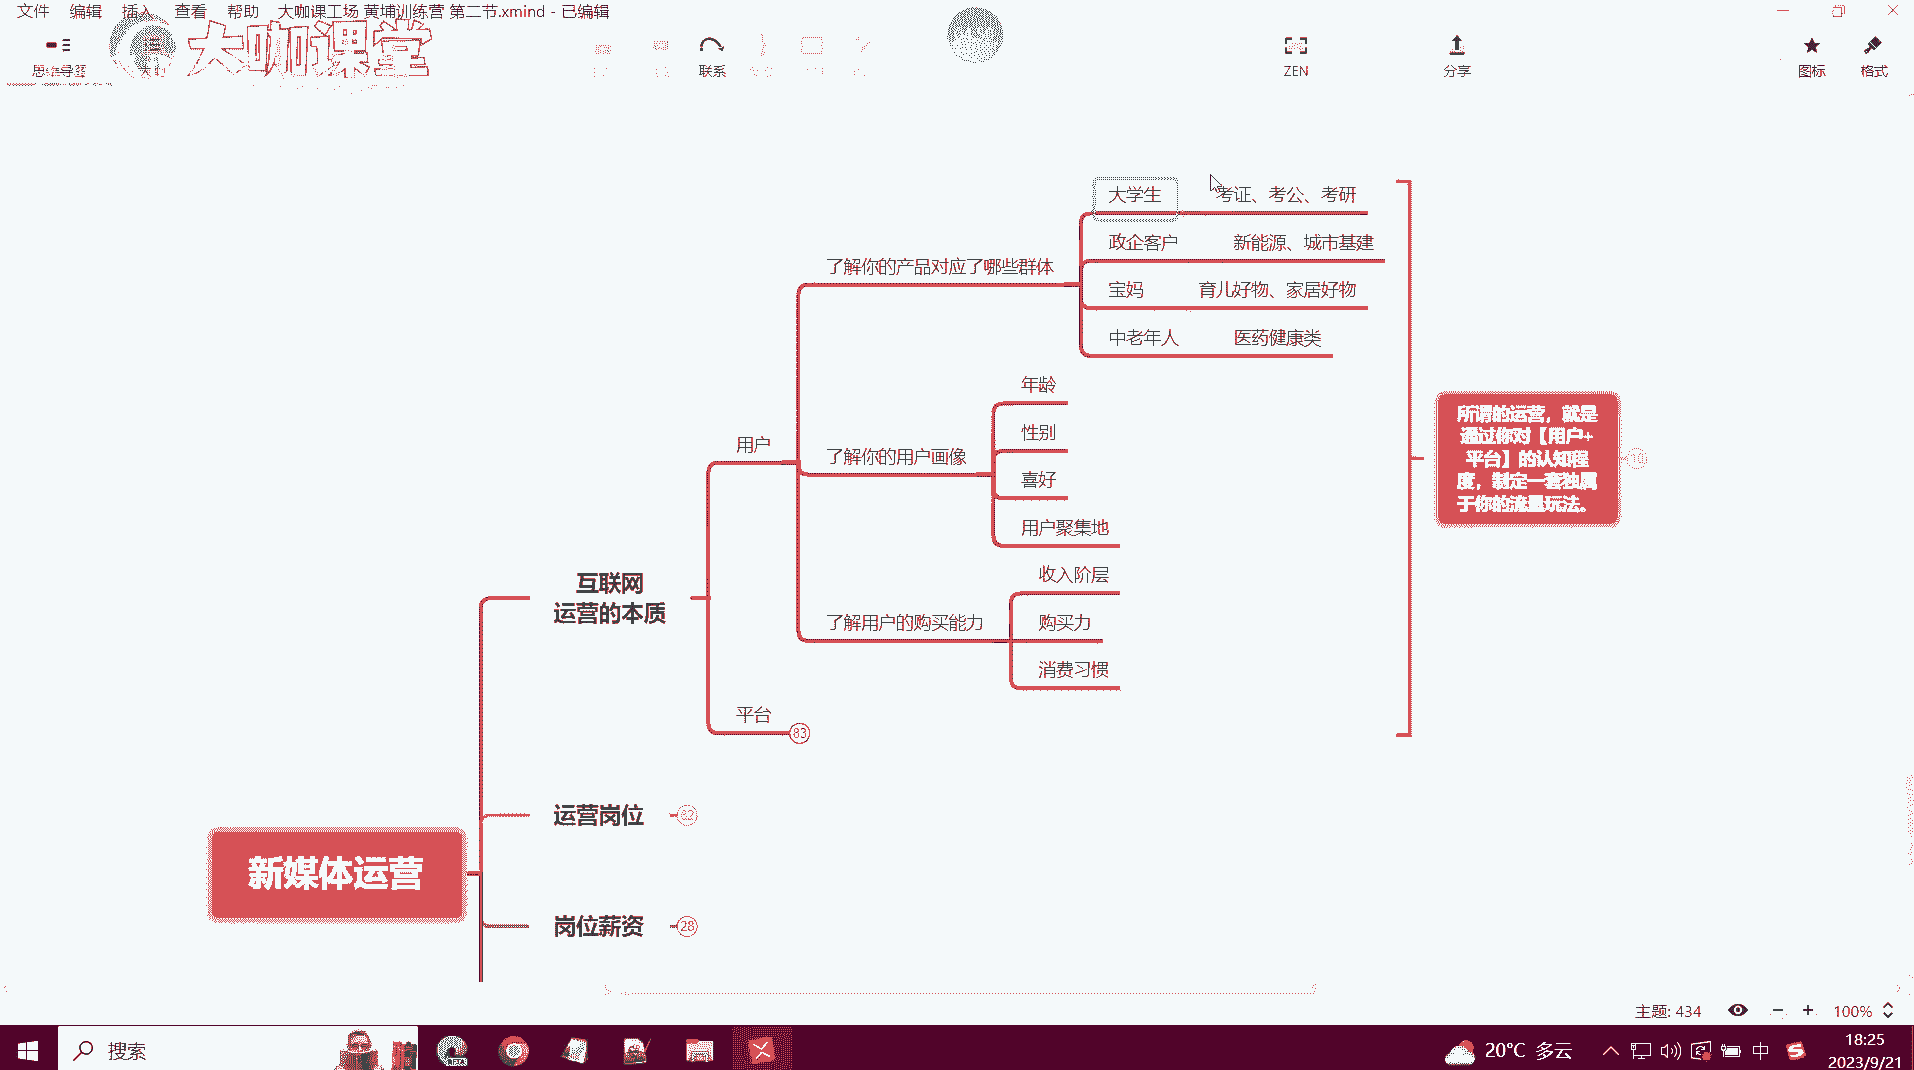 文件 编辑 插入 查看 帮助 大咖课工场 黄埔训练营 第二节.xmind - 已编辑
大咖课堂
思维导图
联系
ZEN
分享
图标
格式
大学生 考证、考公、考研
政企客户 新能源、城市基建
了解你的产品对应了哪些群体
宝妈 育儿好物、家居好物
中老年人 医药健康类
年龄
性别
用户
了解你的用户画像
喜好
用户聚集地
所谓的运营，就是
通过你对【用户+
平台】的认知程
度，制定一套独属
于你的流量玩法。
10
互联网
运营的本质
收入阶层
了解用户的购买能力
购买力
消费习惯
平台
83
运营岗位
新媒体运营
岗位薪资
28
主题: 434
100%
搜索
BETA
20°C 多云
中
18:25
2023/9/21